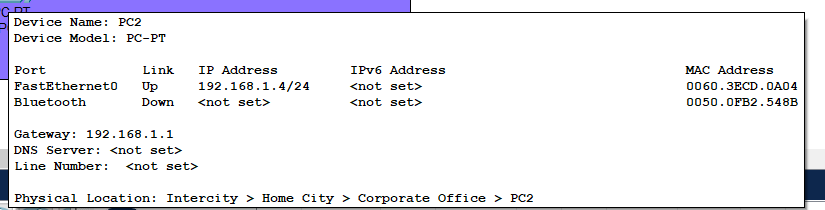 PC-PT
Device Name: PC2
Device Model: PC-PT
Port Link IP Address IPv6 Address MAC Address
FastEthernet0 Up 192.168.1.4/24 <not set> 0060.3ECD.0A04
Bluetooth Down <not set> <not set> 0050.0FB2.548B
Gateway: 192.168.1.1
DNS Server: <not set>
Line Number: <not set>
Physical Location: Intercity > Home City > Corporate Office > PC2